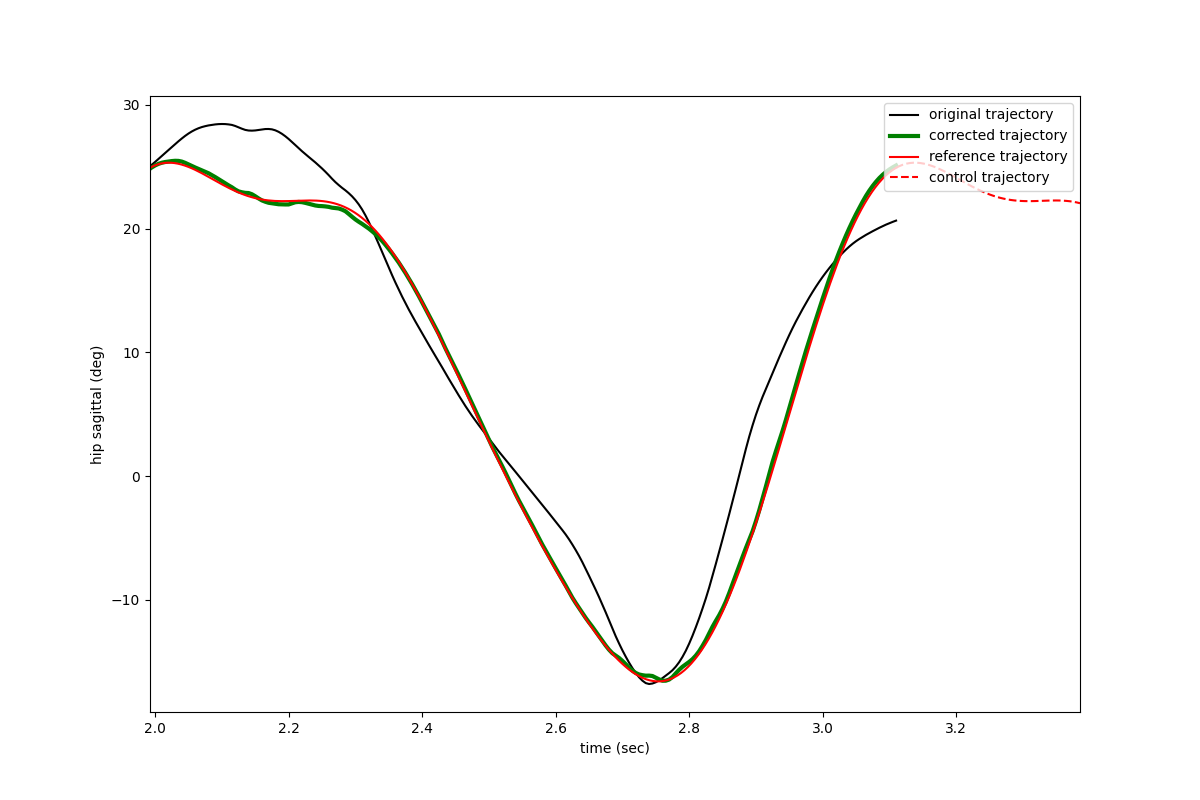 original trajectory
corrected trajectory
reference trajectory
control trajectory
30
20
10
0
−10
hip sagittal (deg)
2.0 2.2 2.4 2.6 2.8 3.0 3.2
time (sec)